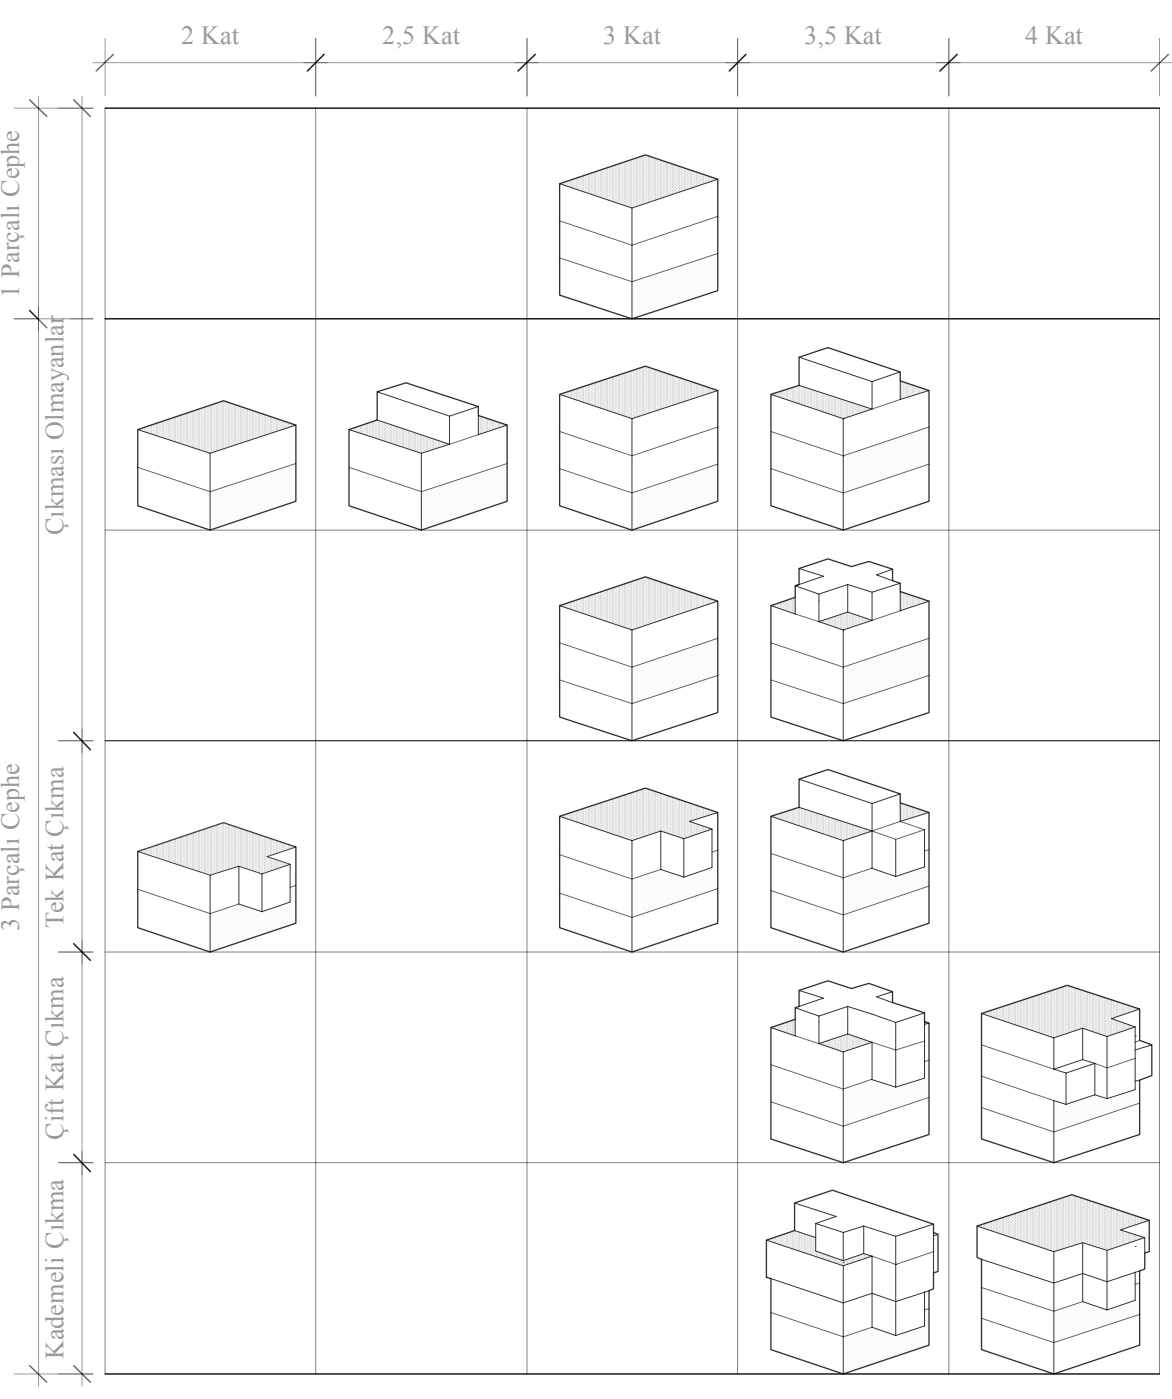 2 Kat
2,5 Kat
3 Kat
3,5 Kat
4 Kat
1 Parçalı Cephe
3 Parçalı Cephe
Çıkması Olmayanlar
Tek Kat Çıkma
Çift Kat Çıkma
Kademeli Çıkma